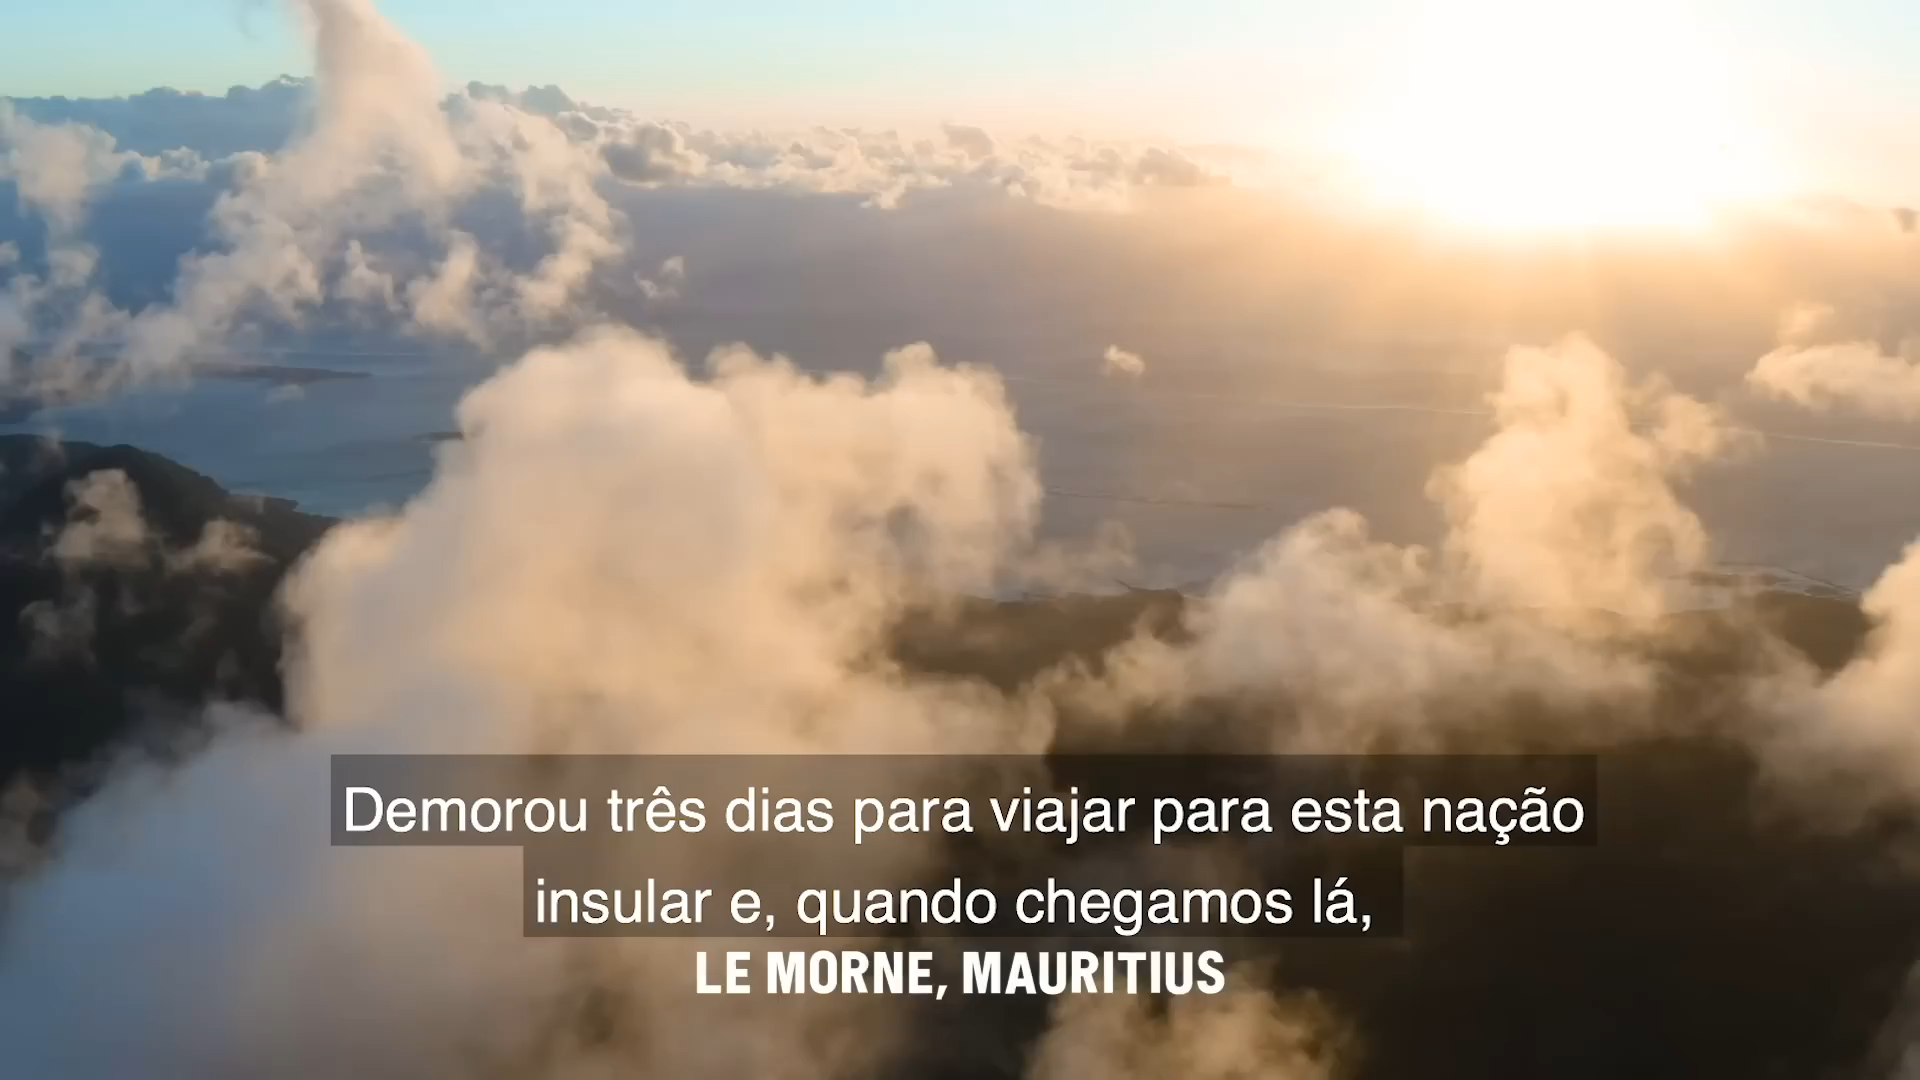 Demorou três dias para viajar para esta nação
insular e, quando chegamos lá,
LE MORNE, MAURITIUS